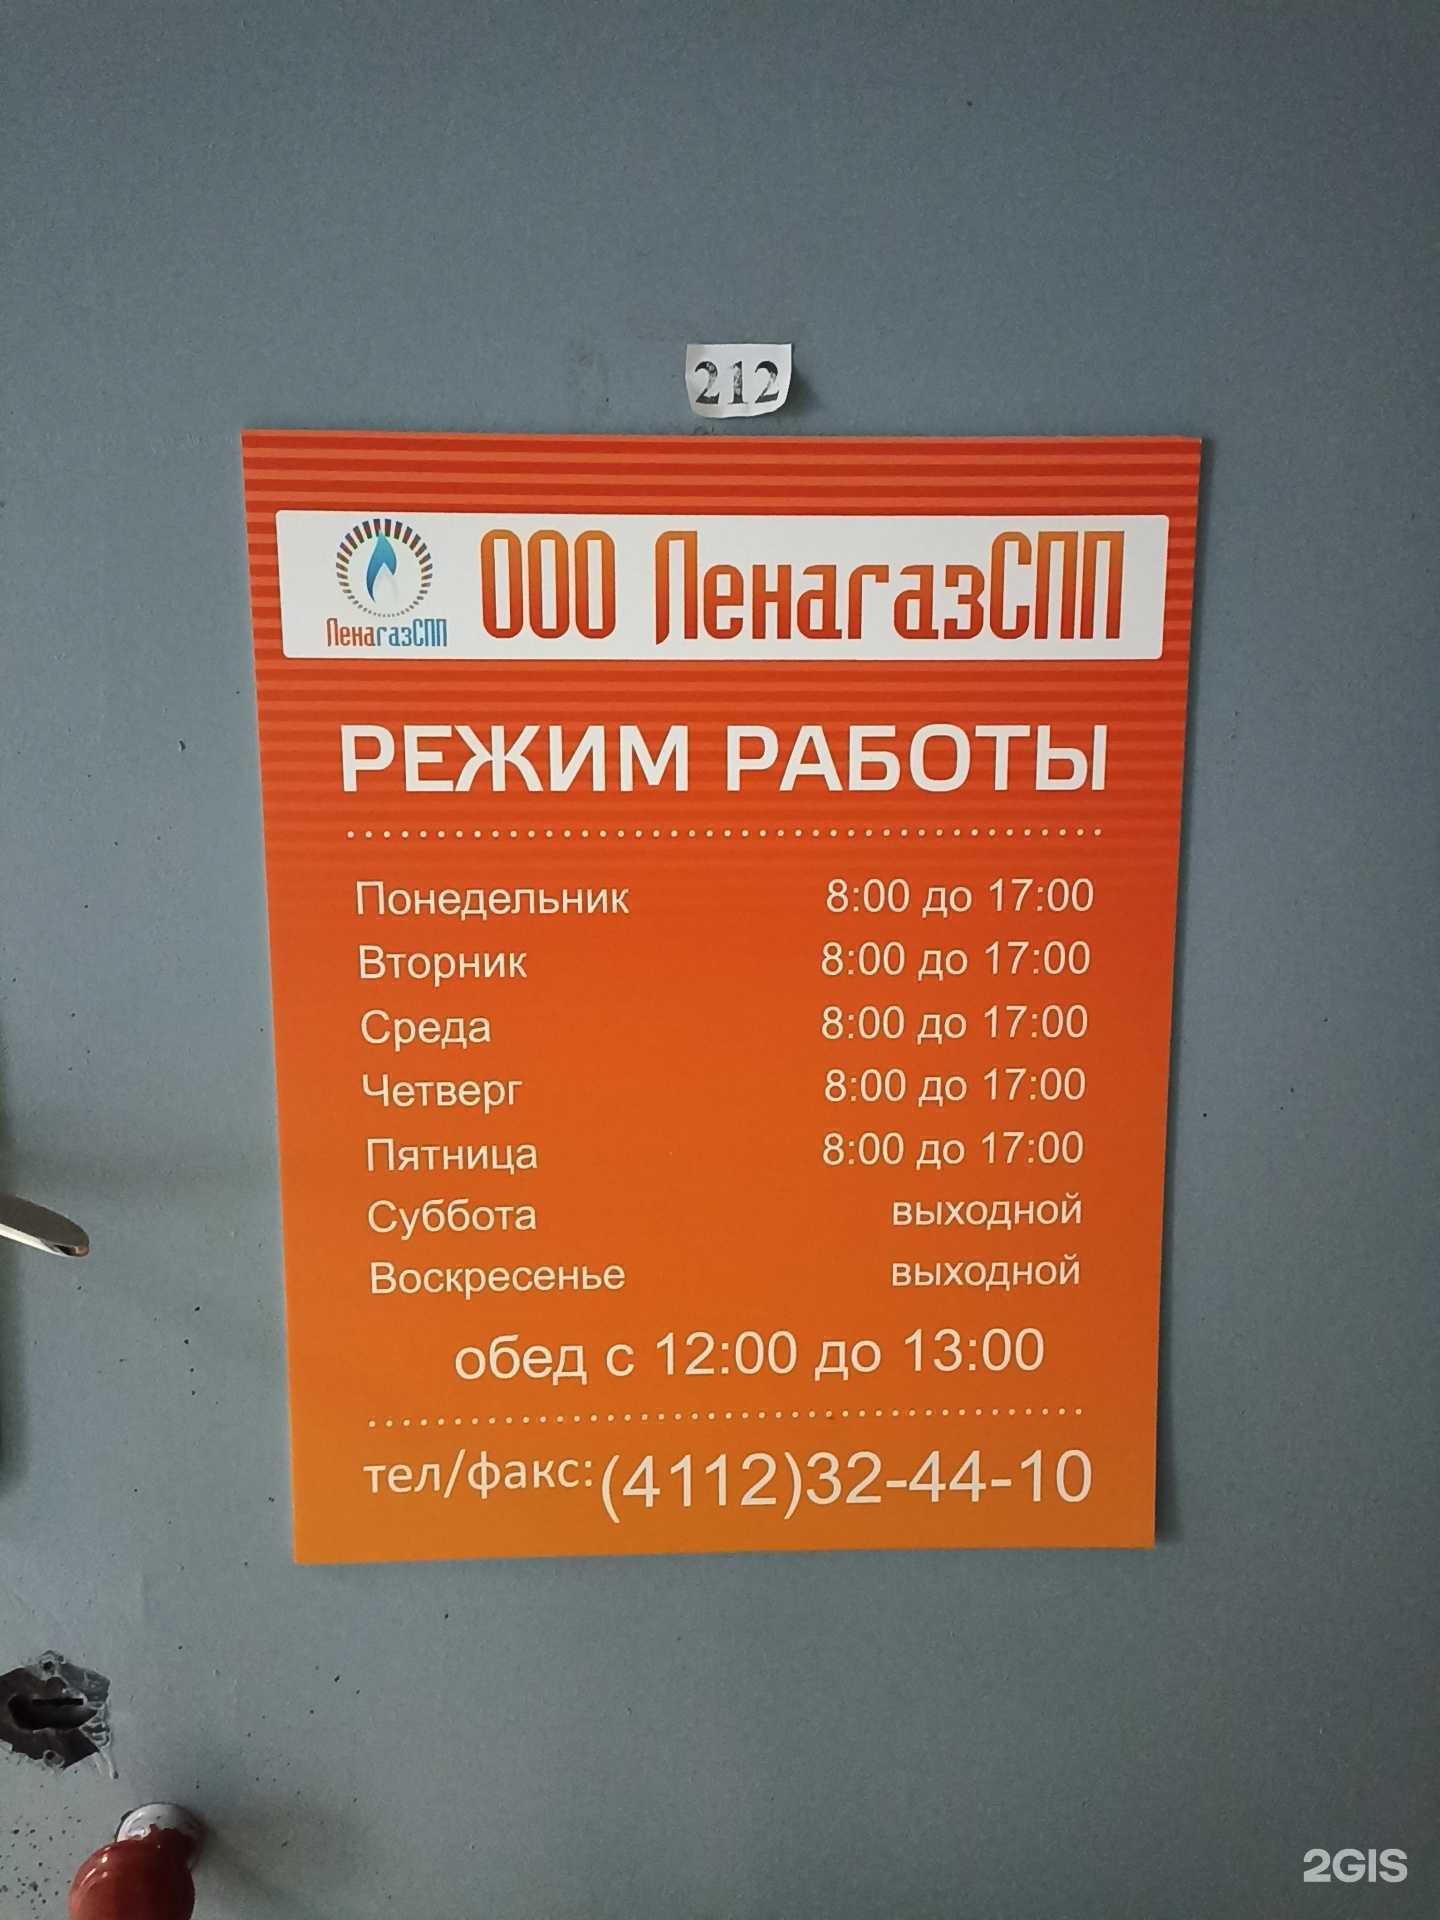 212
ЛенагазСПП
ООО ЛенагазСПП
РЕЖИМ РАБОТЫ
Понедельник 8:00 до 17:00
Вторник 8:00 до 17:00
Среда 8:00 до 17:00
Четверг 8:00 до 17:00
Пятница 8:00 до 17:00
Суббота выходной
Воскресенье выходной
обед с 12:00 до 13:00
тел/факс:(4112)32-44-10
2GIS